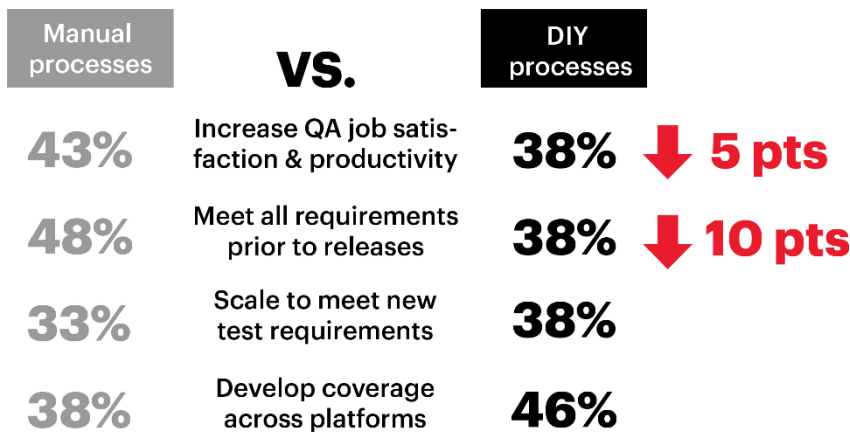 Manual
processes
VS.
DIY
processes
43%
Increase QA job satis-
faction & productivity
38%
5 pts
48%
Meet all requirements
prior to releases
38%
10 pts
33%
Scale to meet new
test requirements
38%
38%
Develop coverage
across platforms
46%